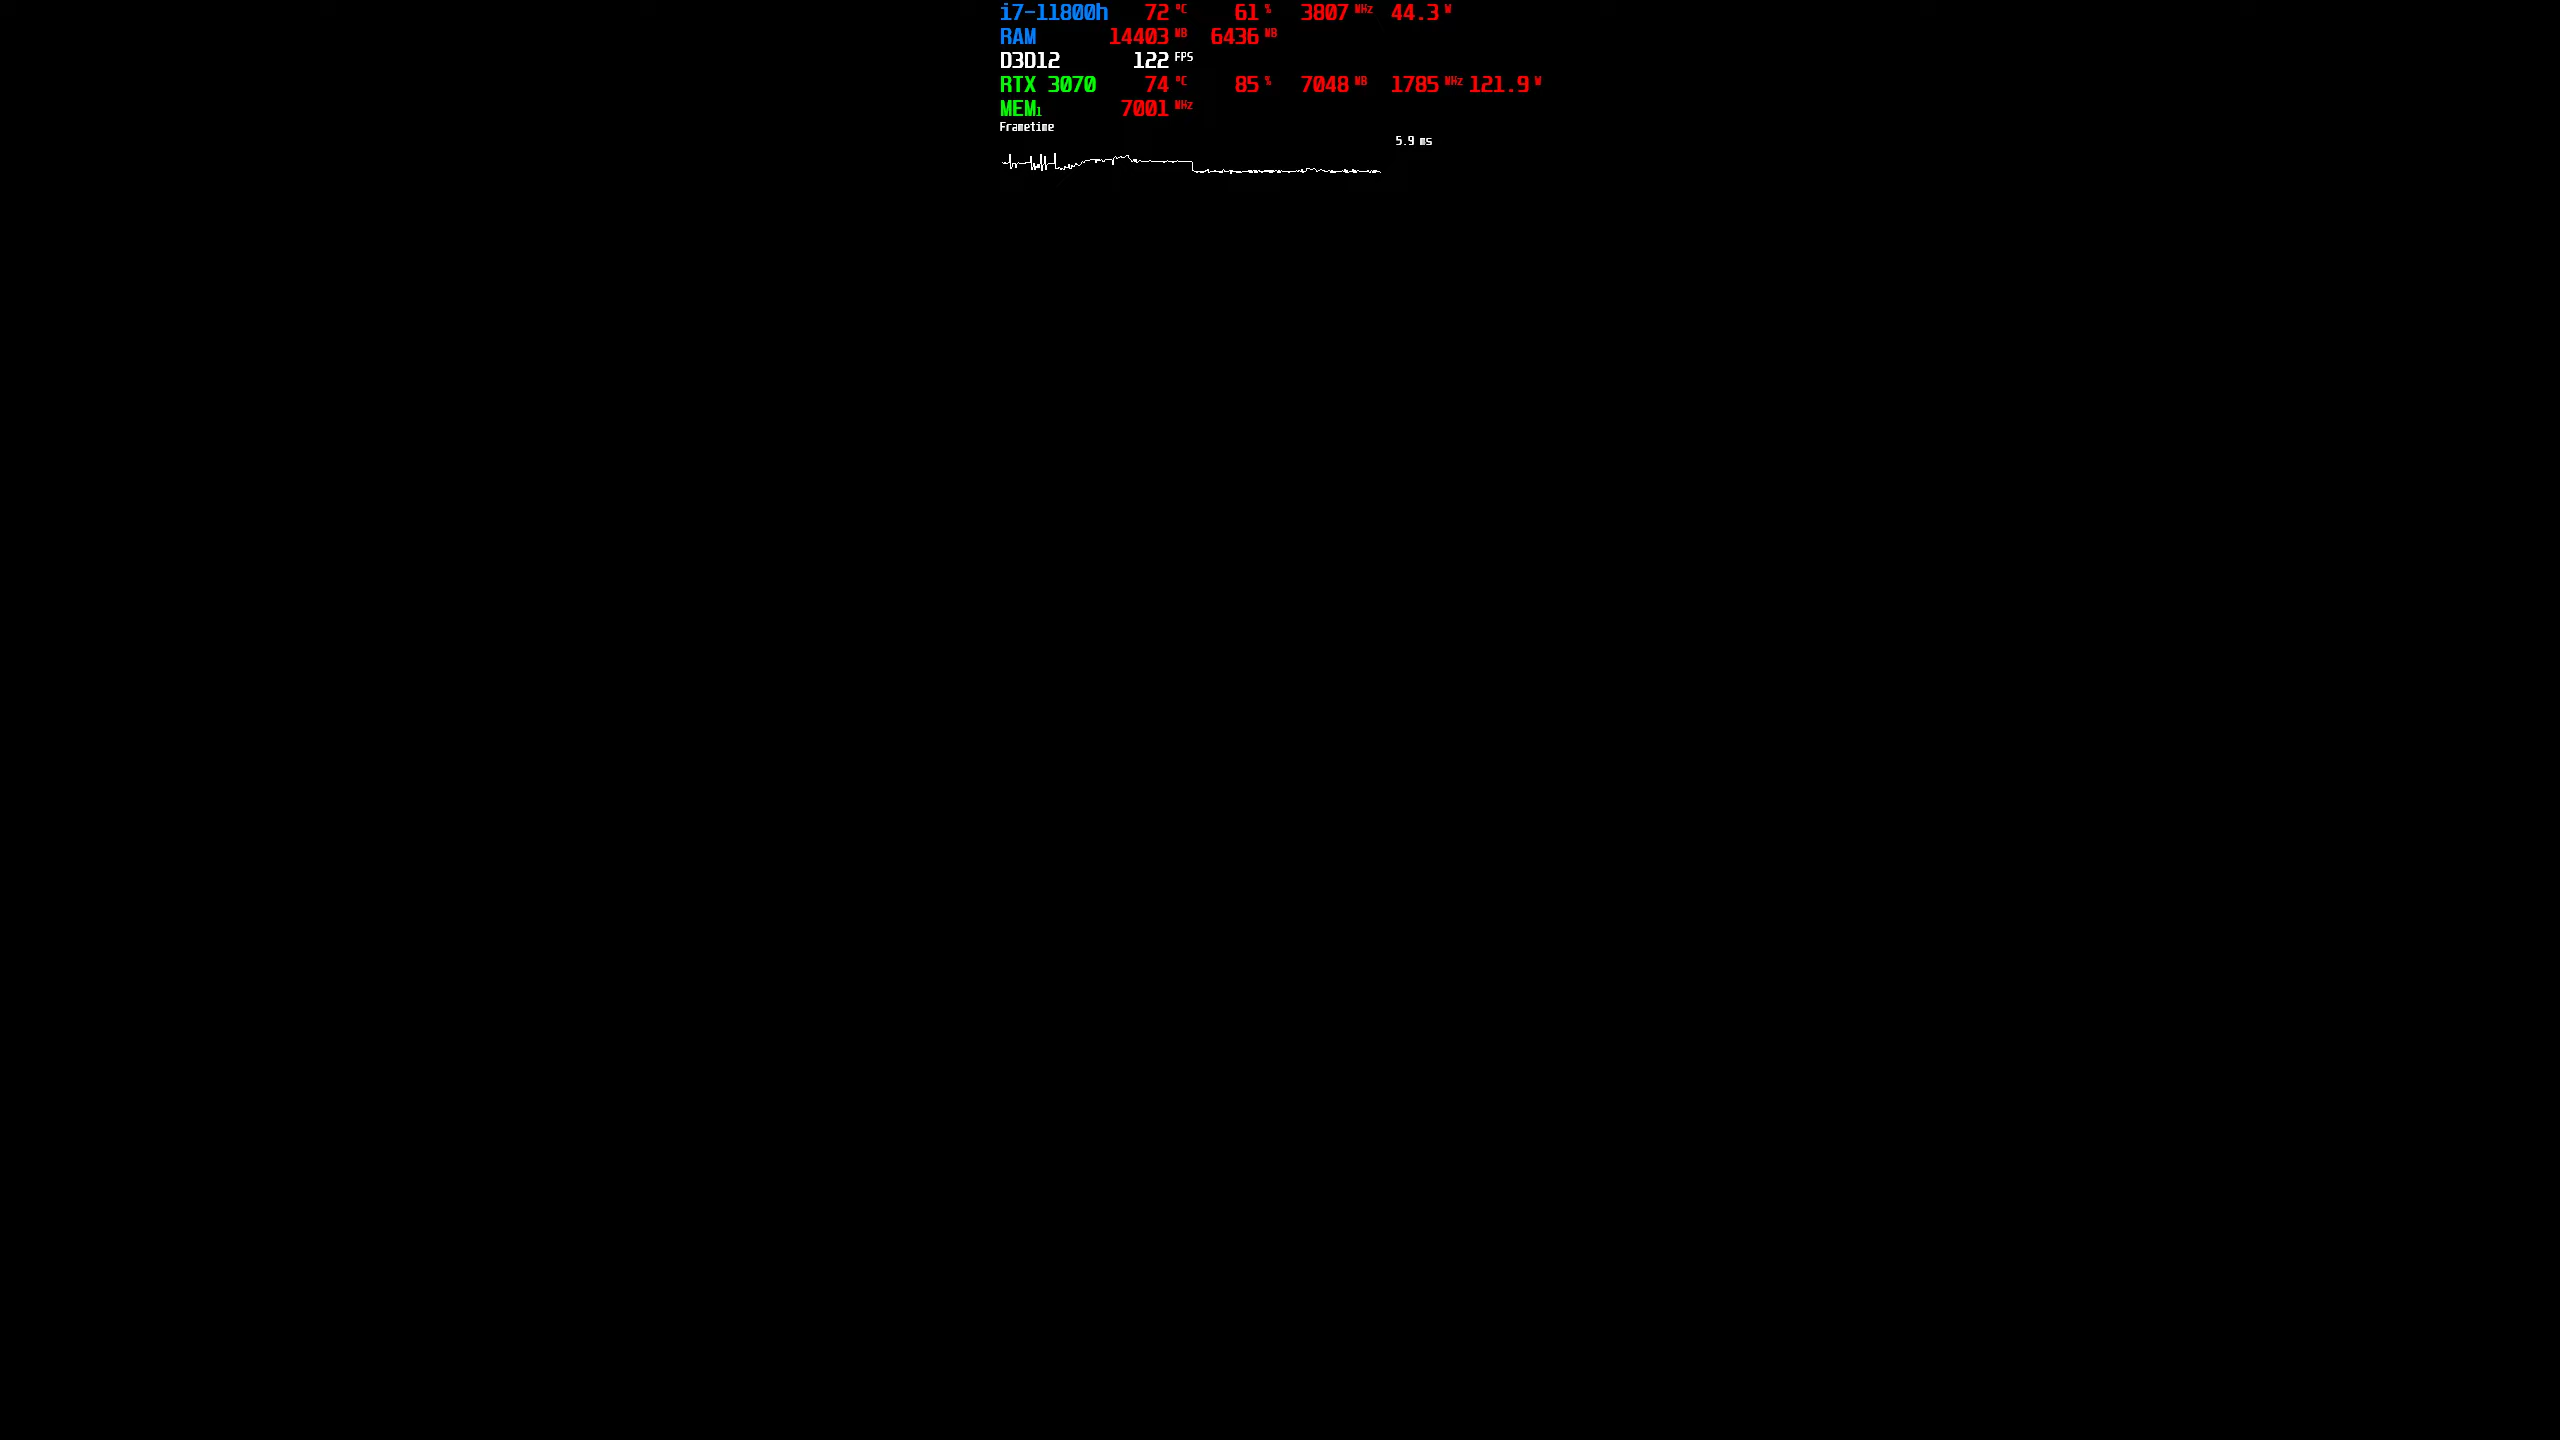 i7-11800h 72 °C 61 % 3807 MHz 44.3 W
RAM 14403 MB 6436 MB
D3D12 122 FPS
RTX 3070 74 °C 85 % 7048 MB 1785 MHz 121.9 W
MEM1 7001 MHz
Frametime
5.9 ms